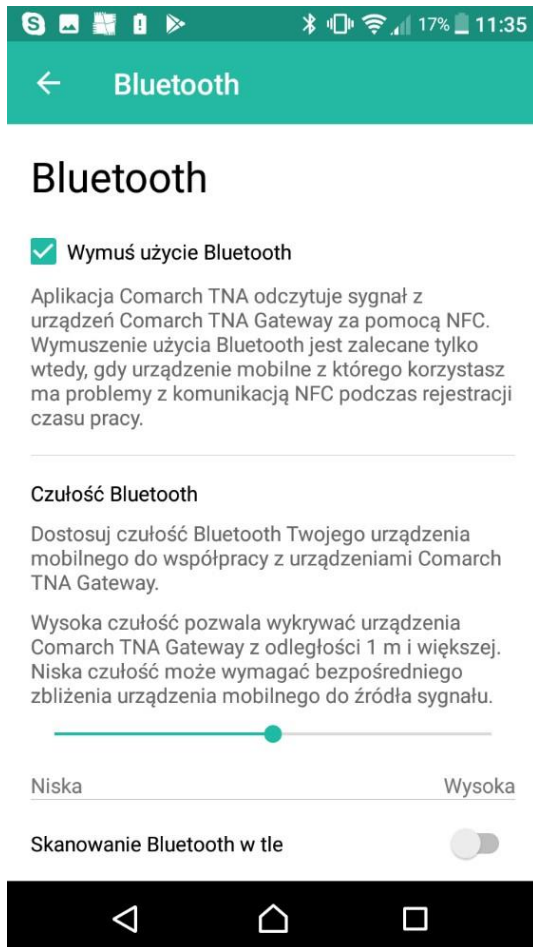 17% 11:35
Bluetooth
Bluetooth
Wymuś użycie Bluetooth
Aplikacja Comarch TNA odczytuje sygnał z
urządzeń Comarch TNA Gateway za pomocą NFC.
Wymuszenie użycia Bluetooth jest zalecane tylko
wtedy, gdy urządzenie mobilne z którego korzystasz
ma problemy z komunikacją NFC podczas rejestracji
czasu pracy.
Czułość Bluetooth
Dostosuj czułość Bluetooth Twojego urządzenia
mobilnego do współpracy z urządzeniami Comarch
TNA Gateway.
Wysoka czułość pozwala wykrywać urządzenia
Comarch TNA Gateway z odległości 1 m i większej.
Niska czułość może wymagać bezpośredniego
zbliżenia urządzenia mobilnego do źródła sygnału.
Niska Wysoka
Skanowanie Bluetooth w tle